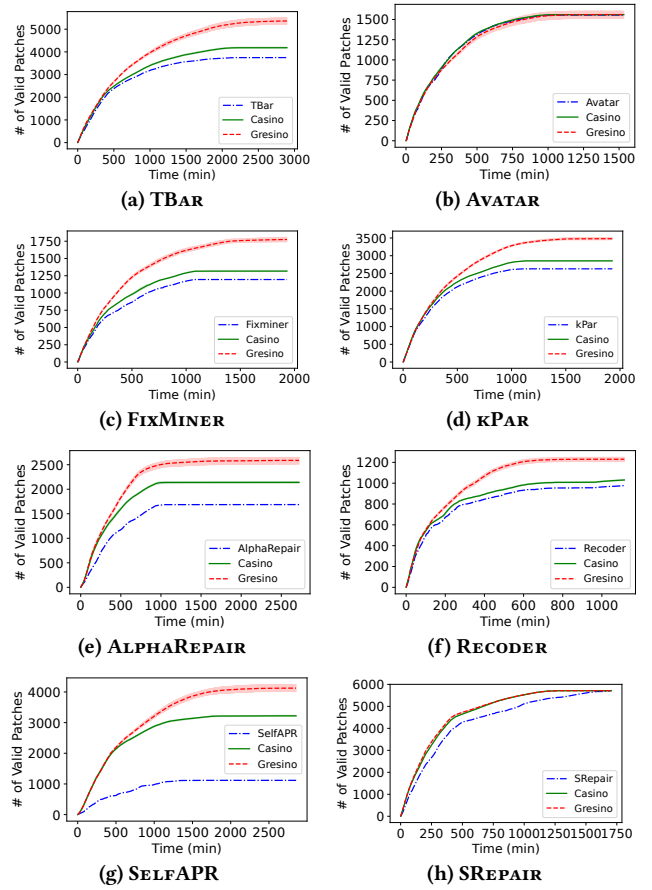 5000
4000
3000
2000
1000
0
# of Valid Patches
TBar
Casino
Gresino
0 500 1000 1500 2000 2500 3000
Time (min)
(a) TBAR
1500
1250
1000
750
500
250
0
# of Valid Patches
Avatar
Casino
Gresino
0 250 500 750 1000 1250 1500
Time (min)
(b) AVATAR
1750
1500
1250
1000
750
500
250
0
# of Valid Patches
Fixminer
Casino
Gresino
0 250 500 750 1000 1250 1500 1750 2000
Time (min)
(c) FIXMINER
3500
3000
2500
2000
1500
1000
500
0
# of Valid Patches
kPar
Casino
Gresino
0 250 500 750 1000 1250 1500 1750 2000
Time (min)
(d) KPAR
2500
2000
1500
1000
500
0
# of Valid Patches
AlphaRepair
Casino
Gresino
0 500 1000 1500 2000 2500
Time (min)
(e) ALPHAREPAIR
1200
1000
800
600
400
200
0
# of Valid Patches
Recoder
Casino
Gresino
0 200 400 600 800 1000
Time (min)
(f) RECODER
4000
3000
2000
1000
0
# of Valid Patches
SelfAPR
Casino
Gresino
0 500 1000 1500 2000 2500
Time (min)
(g) SELFAPR
6000
5000
4000
3000
2000
1000
0
# of Valid Patches
SRepair
Casino
Gresino
0 250 500 750 1000 1250 1500 1750
Time (min)
(h) SREPAIR